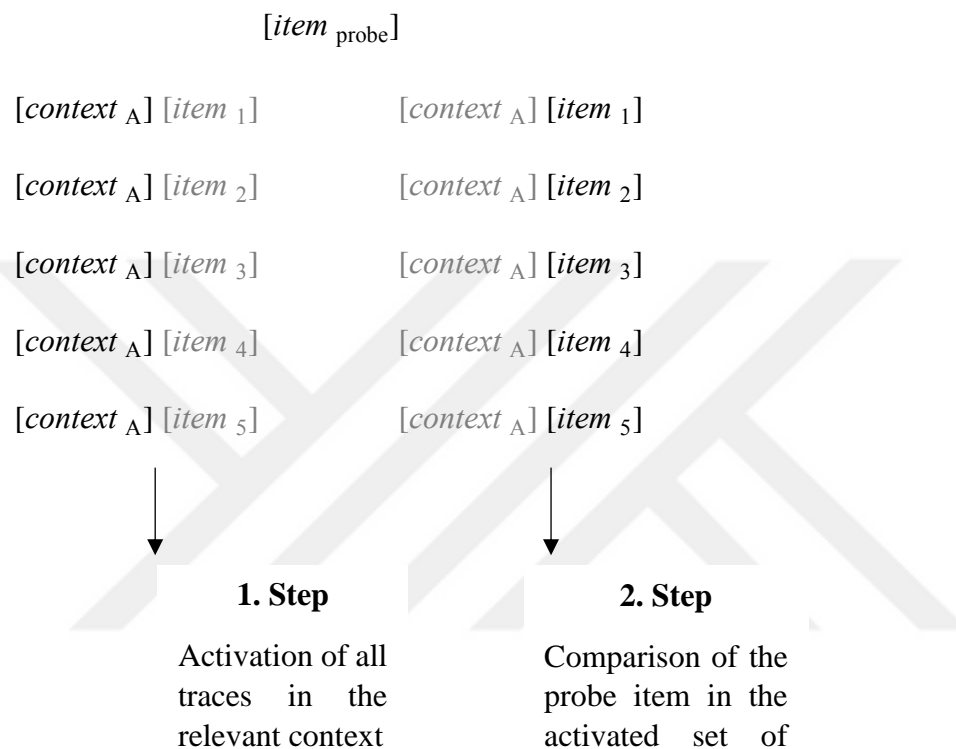 [item probe]
[context A] [item 1] [context A] [item 1]
[context A] [item 2] [context A] [item 2]
[context A] [item 3] [context A] [item 3]
[context A] [item 4] [context A] [item 4]
[context A] [item 5] [context A] [item 5]
1. Step
Activation of all
traces in the
relevant context
2. Step
Comparison of the
probe item in the
activated set of